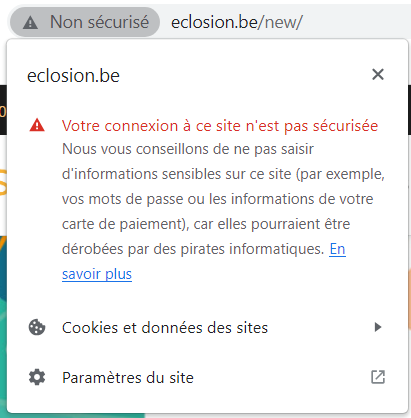 Non sécurisé eclosion.be/new/
eclosion.be
Votre connexion à ce site n'est pas sécurisée
Nous vous conseillons de ne pas saisir
d'informations sensibles sur ce site (par exemple,
vos mots de passe ou les informations de votre
carte de paiement), car elles pourraient être
dérobées par des pirates informatiques. En
savoir plus
Cookies et données des sites
Paramètres du site